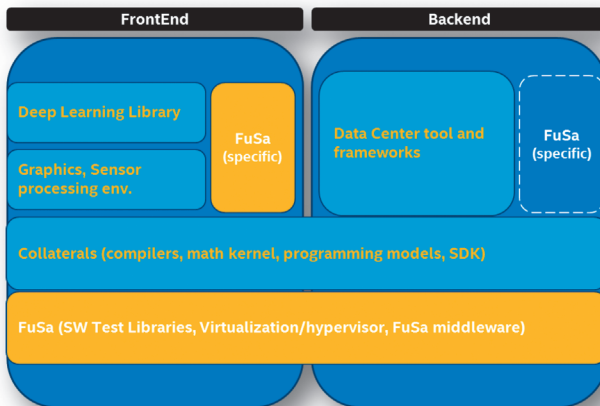 FrontEnd
Backend
Deep Learning Library
FuSa
(specific)
Graphics, Sensor
processing env.
Data Center tool and
frameworks
FuSa
(specific)
Collaterals (compilers, math kernel, programming models, SDK)
FuSa (SW Test Libraries, Virtualization/hypervisor, FuSa middleware)